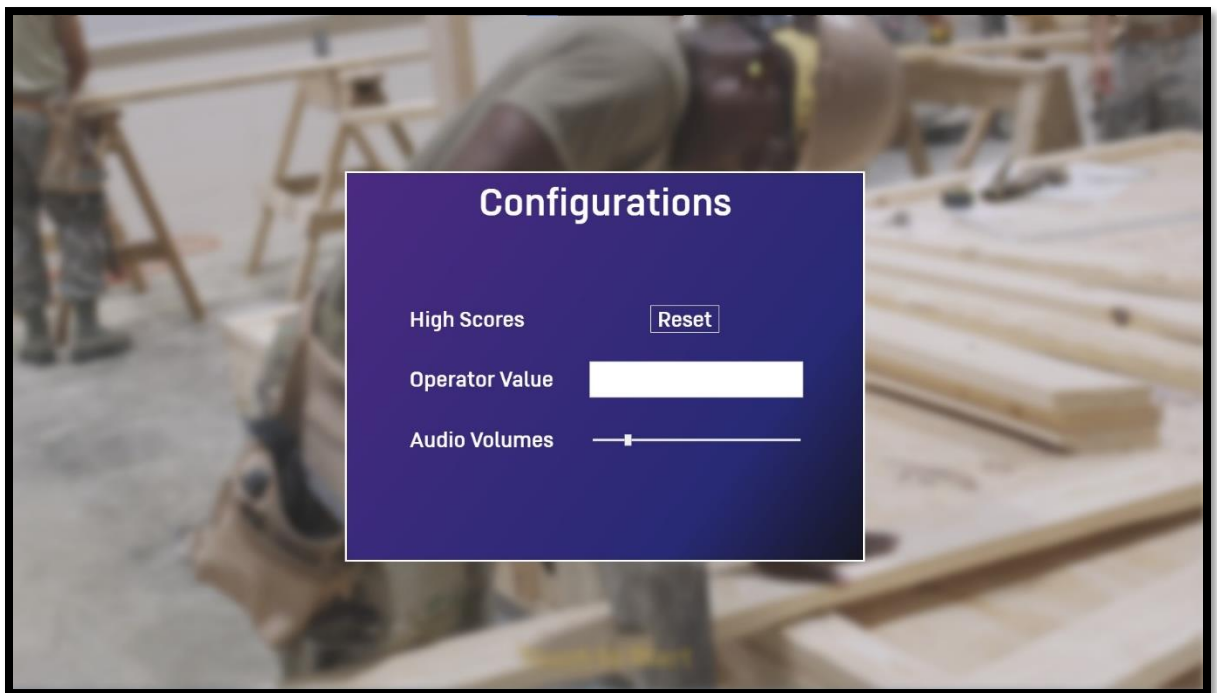 Configurations
High Scores Reset
Operator Value
Audio Volumes